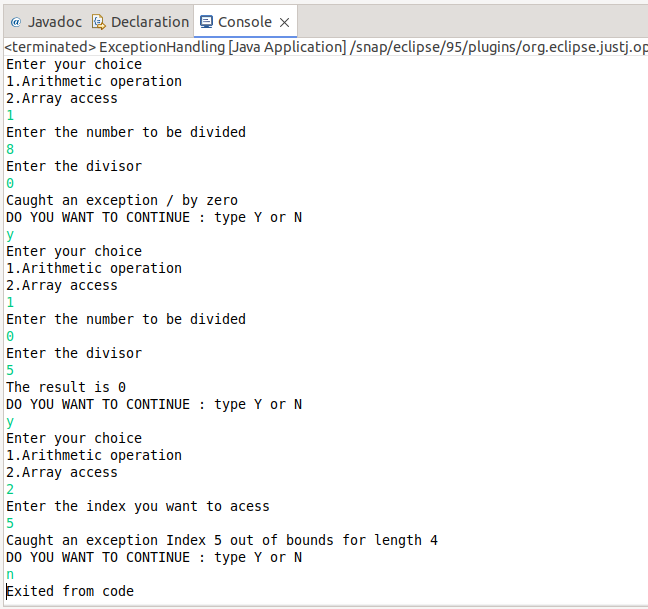 @ Javadoc Declaration Console
<terminated> ExceptionHandling [Java Application] /snap/eclipse/95/plugins/org.eclipse.justj.op
Enter your choice
1.Arithmetic operation
2.Array access
1
Enter the number to be divided
8
Enter the divisor
0
Caught an exception / by zero
DO YOU WANT TO CONTINUE : type Y or N
y
Enter your choice
1.Arithmetic operation
2.Array access
1
Enter the number to be divided
0
Enter the divisor
5
The result is 0
DO YOU WANT TO CONTINUE : type Y or N
y
Enter your choice
1.Arithmetic operation
2.Array access
2
Enter the index you want to acess
5
Caught an exception Index 5 out of bounds for length 4
DO YOU WANT TO CONTINUE : type Y or N
n
Exited from code